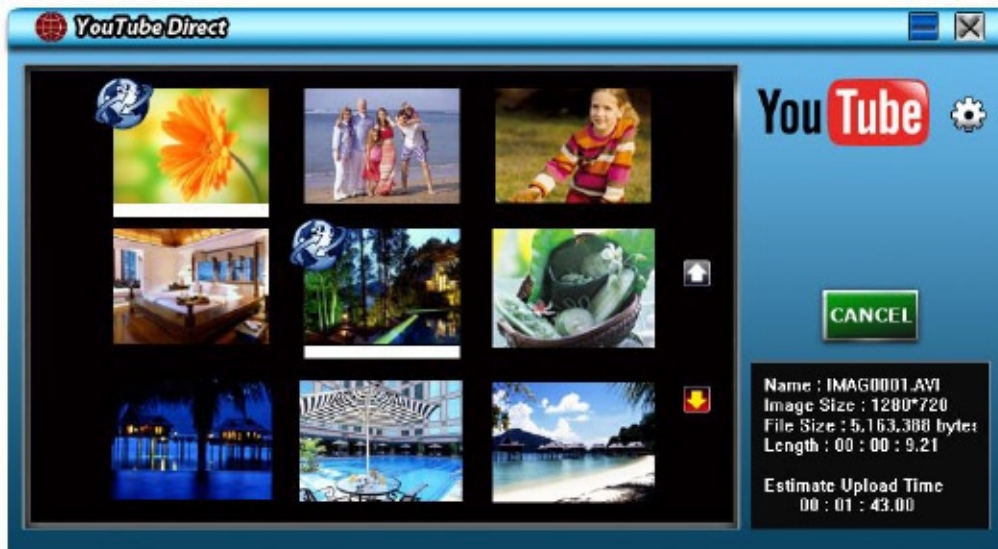 YouTube Direct
YouTube
CANCEL
Name : IMAG0001.AVI
Image Size : 1280*720
File Size : 5,163,388 bytes
Length : 00 : 00 : 9.21
Estimate Upload Time
00 : 01 : 43.00